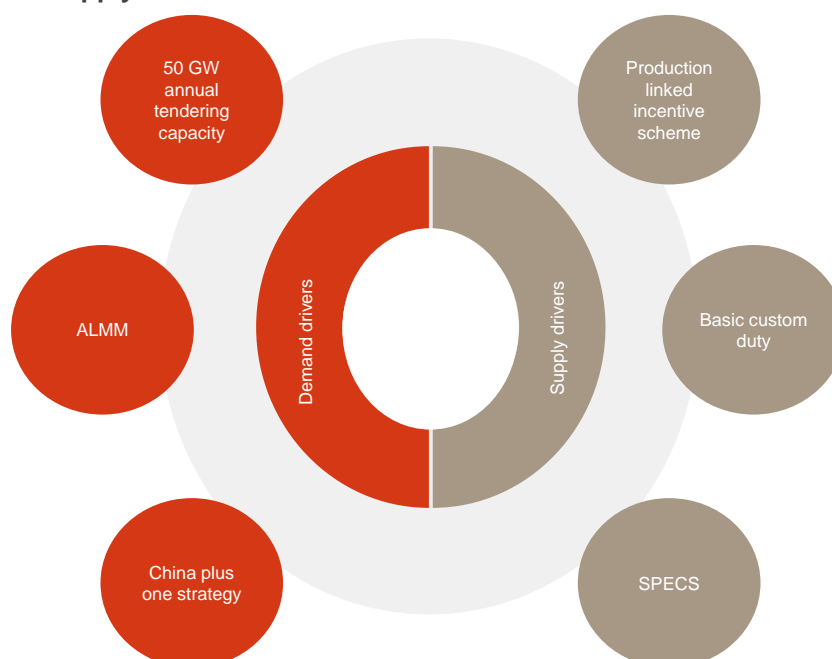 50 GW
annual
tendering
capacity
Production
linked
incentive
scheme
ALMM
Demand drivers
Supply drivers
Basic custom
duty
China plus
one strategy
SPECS